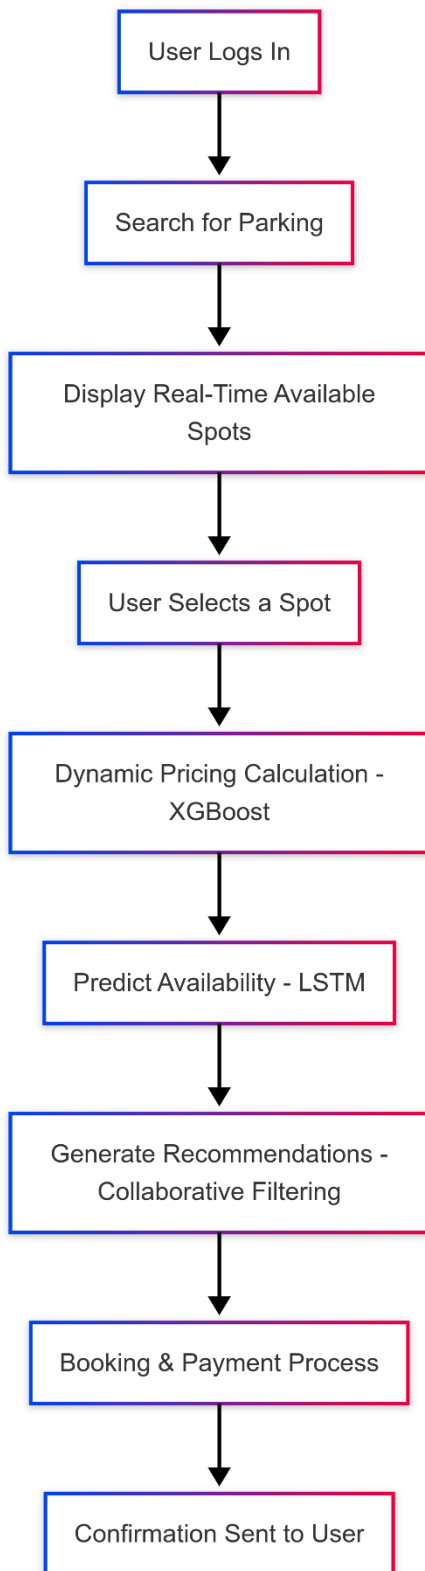 User Logs In
Search for Parking
Display Real-Time Available
Spots
User Selects a Spot
Dynamic Pricing Calculation -
XGBoost
Predict Availability - LSTM
Generate Recommendations -
Collaborative Filtering
Booking & Payment Process
Confirmation Sent to User